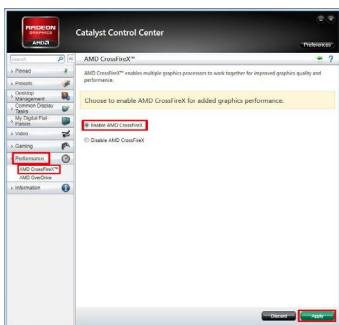 RADEON
GRAPHICS
AMD
Catalyst Control Center
Preferences
Search
AMD CrossFireX™
Pinned
Presets
Desktop
Management
Common Display
Tasks
My Digital Flat-
Panels
Video
Gaming
Performance
AMD CrossFireX™
AMD OverDrive
Information
AMD CrossFireX™ enables multiple graphics processors to work together for improved graphics quality and
performance.
Choose to enable AMD CrossFireX for added graphics performance.
Enable AMD CrossFireX
Disable AMD CrossFireX
Discard
Apply